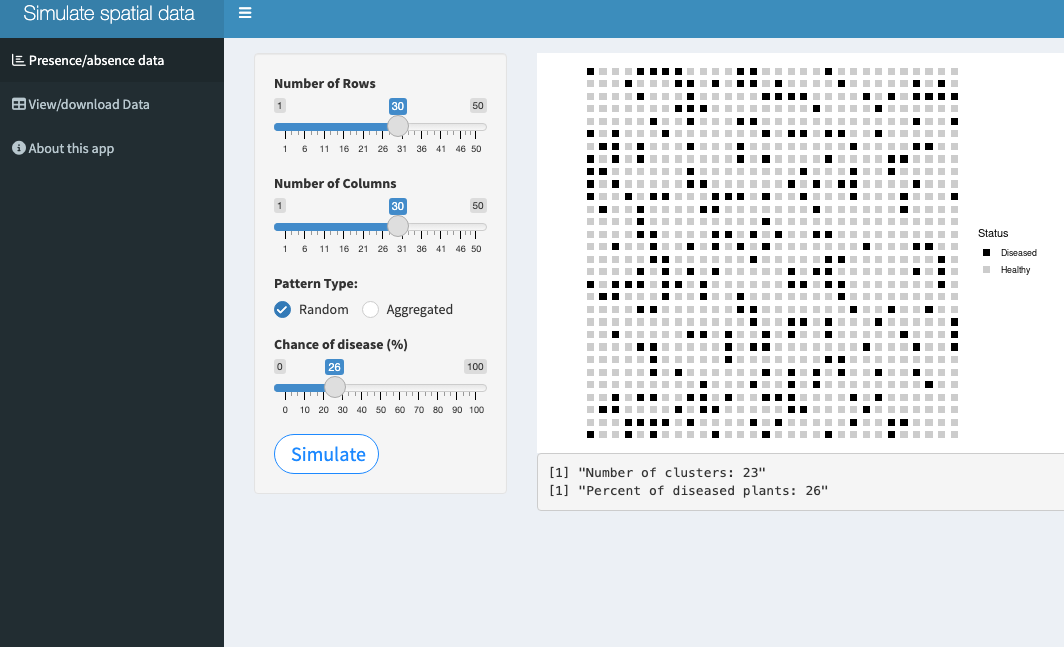 Simulate spatial data
Presence/absence data
View/download Data
About this app
Number of Rows
1 30 50
1 6 11 16 21 26 31 36 41 46 50
Number of Columns
1 30 50
1 6 11 16 21 26 31 36 41 46 50
Pattern Type:
Random Aggregated
Chance of disease (%)
0 26 100
0 10 20 30 40 50 60 70 80 90 100
Simulate
Status
Diseased
Healthy
[1] "Number of clusters: 23"
[1] "Percent of diseased plants: 26"